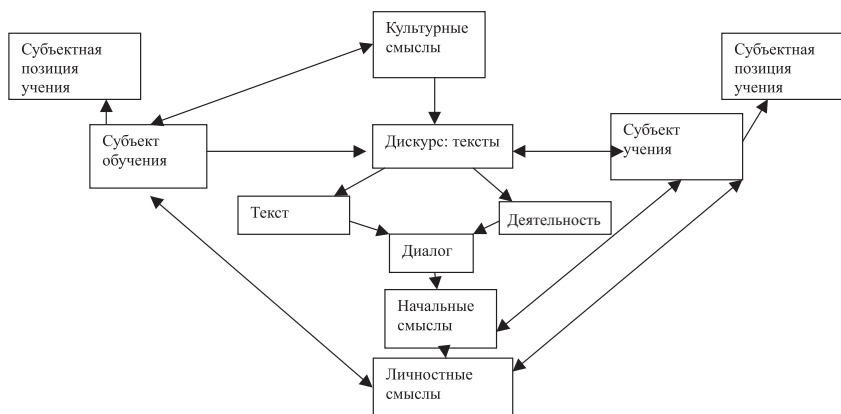 Культурные
смыслы
Субъектная
позиция
учения
Субъектная
позиция
учения
Субъект
обучения
Дискурс: тексты
Субъект
учения
Текст
Деятельность
Диалог
Начальные
смыслы
Личностные
смыслы